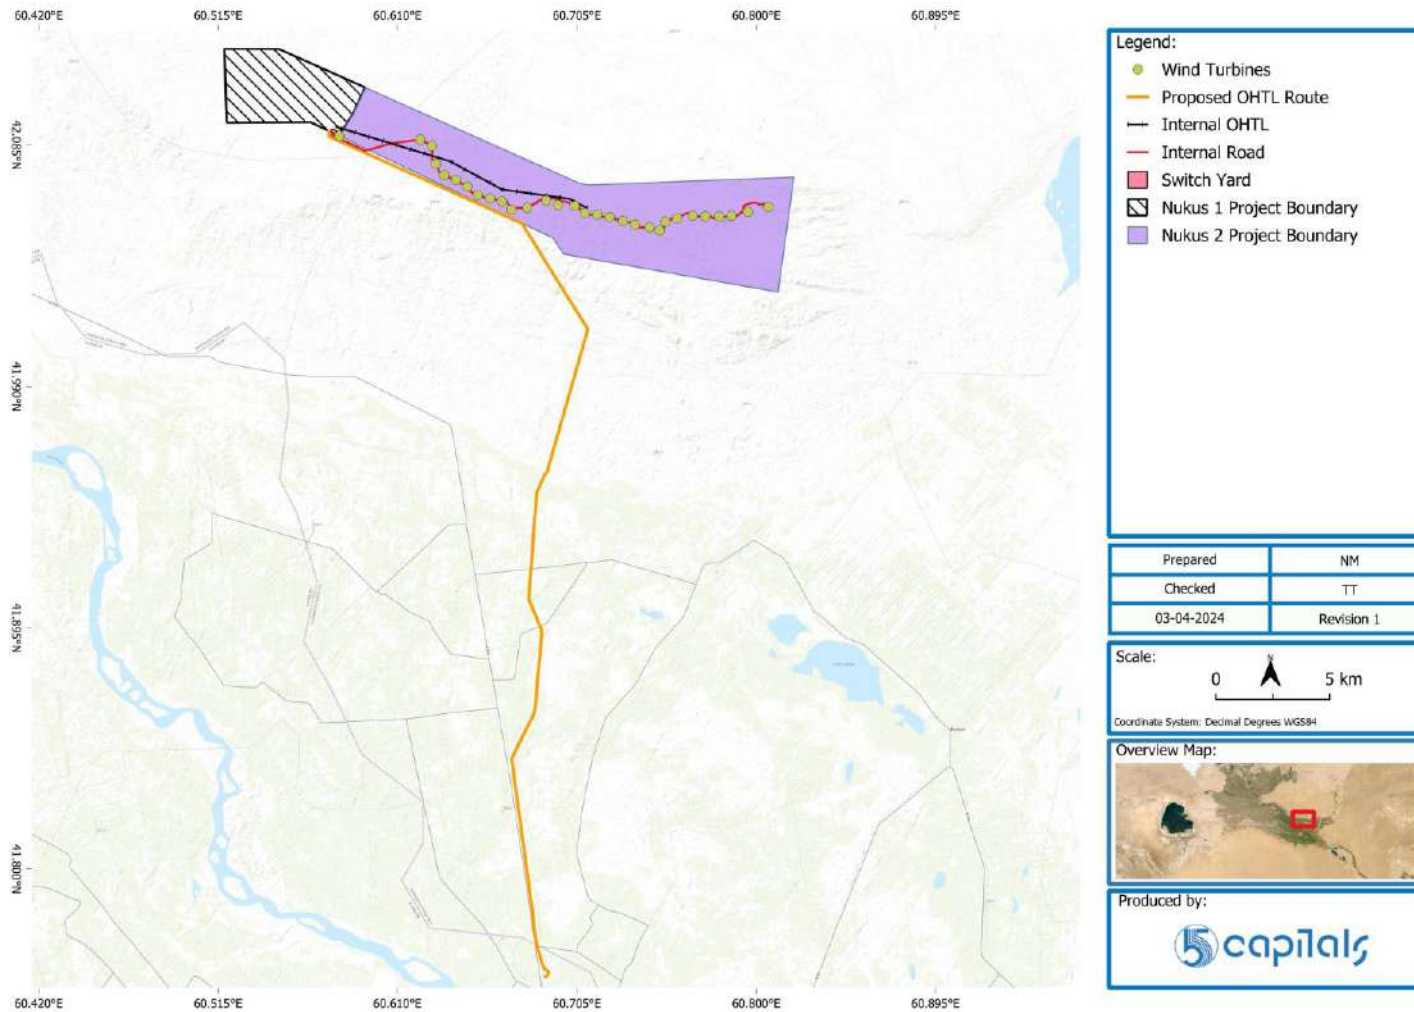 60.420°E 60.515°E 60.610°E 60.705°E 60.800°E 60.895°E
42.085°N
41.990°N
41.895°N
41.800°N
60.420°E 60.515°E 60.610°E 60.705°E 60.800°E 60.895°E
Legend:
Wind Turbines
Proposed OHTL Route
Internal OHTL
Internal Road
Switch Yard
Nukus 1 Project Boundary
Nukus 2 Project Boundary
Prepared NM
Checked TT
03-04-2024 Revision 1
Scale:
N
0 5 km
Coordinate System: Decimal Degrees WGS84
Overview Map:
Produced by:
5 capitals